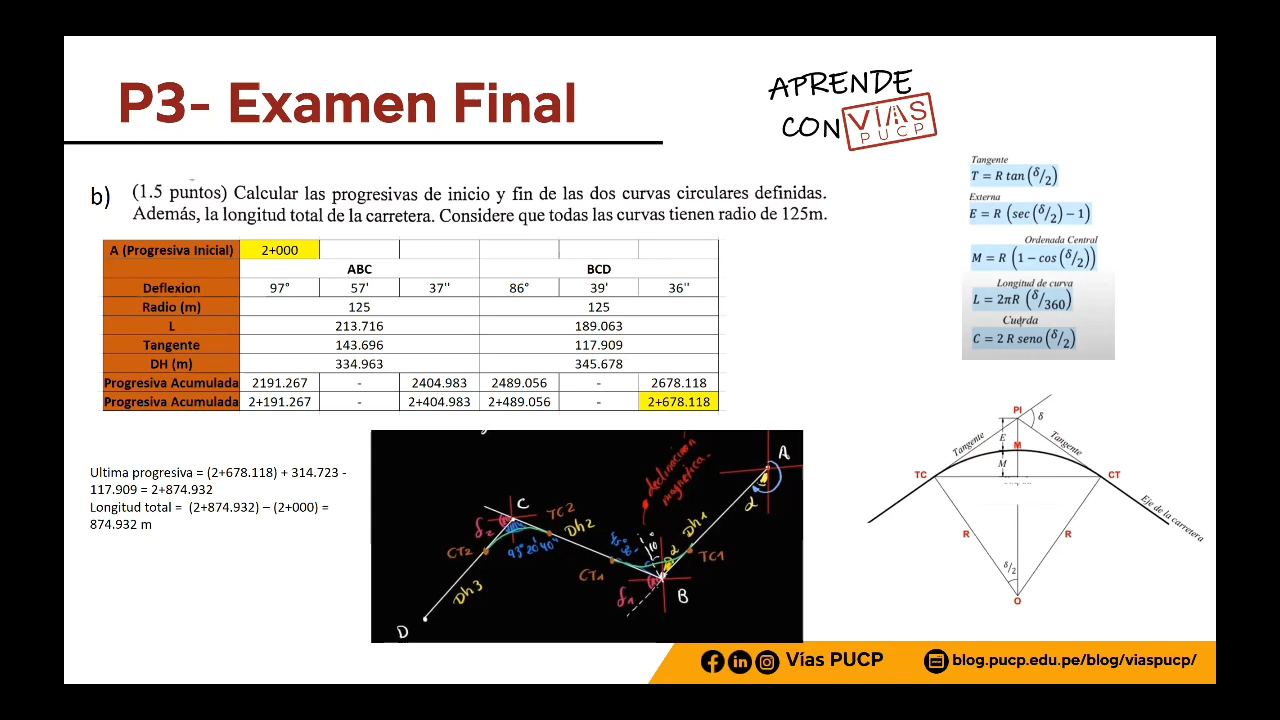 P3- Examen Final
APRENDE
CON VÍAS
PUCP
b) (1.5 puntos) Calcular las progresivas de inicio y fin de las dos curvas circulares definidas.
Además, la longitud total de la carretera. Considere que todas las curvas tienen radio de 125m.
A (Progresiva Inicial) 2+000
ABC BCD
Deflexion 97° 57' 37" 86° 39' 36"
Radio (m) 125 125
L 213.716 189.063
Tangente 143.696 117.909
DH (m) 334.963 345.678
Progresiva Acumulada 2191.267 - 2404.983 2489.056 - 2678.118
Progresiva Acumulada 2+191.267 - 2+404.983 2+489.056 - 2+678.118
Ultima progresiva = (2+678.118) + 314.723 -
117.909 = 2+874.932
Longitud total = (2+874.932) – (2+000) =
874.932 m
declinación
magnética.
A
α
C
TC2
δ2
Dh2
Dh1
CT2
93° 20' 40"
10°
α
TC1
CT1
Dh3
δ1
B
D
Tangente
T = R tan (δ/2)
Externa
E = R (sec (δ/2) − 1)
Ordenada Central
M = R (1 − cos (δ/2))
Longitud de curva
L = 2πR (δ/360)
Cuerda
C = 2 R seno (δ/2)
PI
δ
Tangente
E
M
Tangente
M
TC
CT
Eje de la carretera
R
R
δ/2
O
Vías PUCP
blog.pucp.edu.pe/blog/viaspucp/